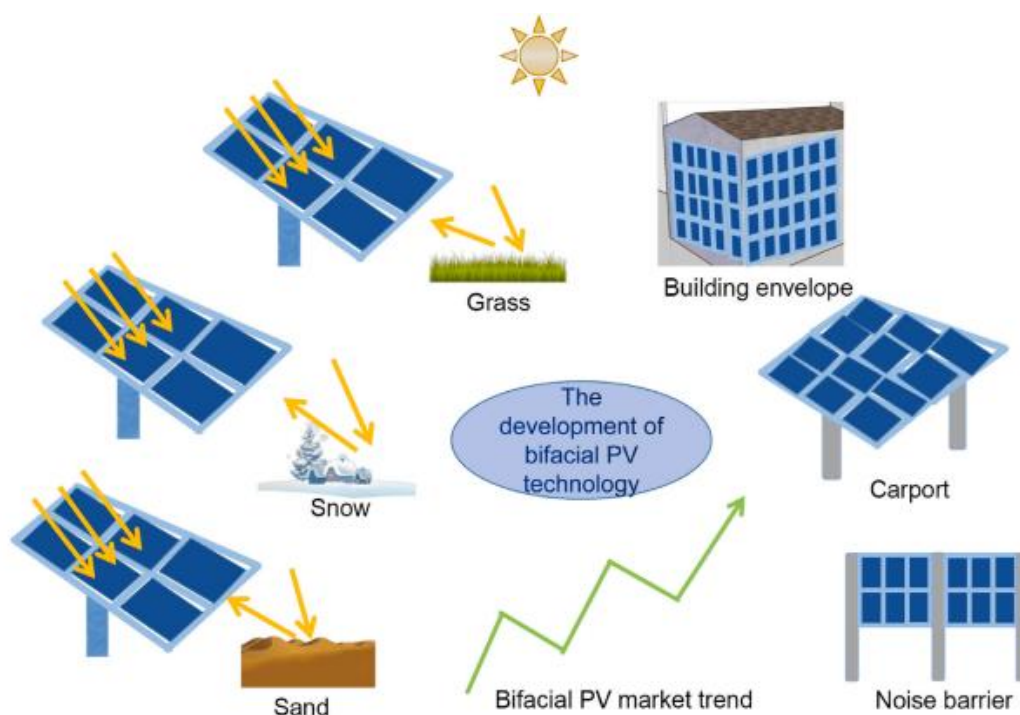 Grass
Building envelope
Snow
The
development of
bifacial PV
technology
Carport
Sand
Bifacial PV market trend
Noise barrier